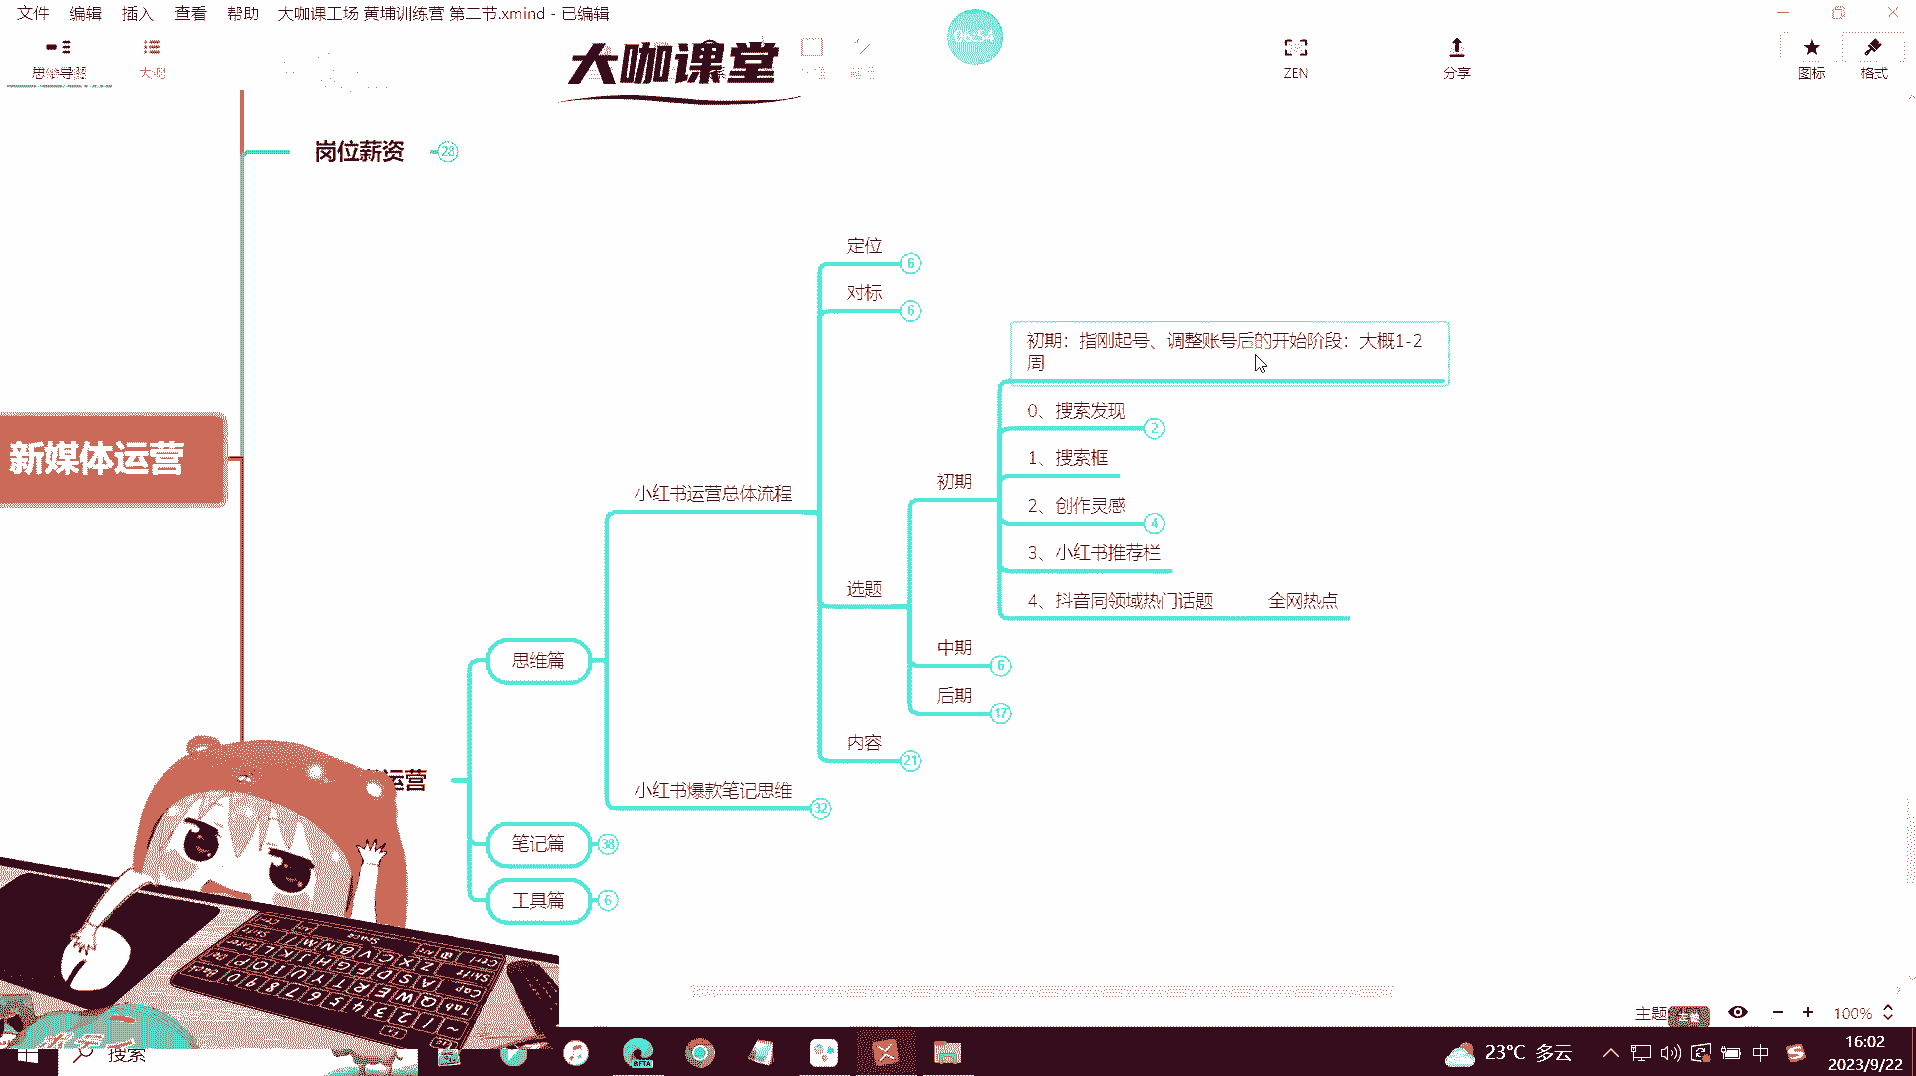 文件 编辑 插入 查看 帮助 大咖课工场 黄埔训练营 第二节.xmind - 已编辑
思维导图
大纲
大咖课堂
ZEN
分享
图标
格式
岗位薪资
28
定位
6
对标
6
初期：指刚起号、调整账号后的开始阶段：大概1-2
周
0、搜索发现
2
1、搜索框
新媒体运营
初期
小红书运营总体流程
2、创作灵感
4
3、小红书推荐栏
选题
4、抖音同领域热门话题
全网热点
中期
6
思维篇
后期
17
内容
21
运营
小红书爆款笔记思维
32
笔记篇
38
工具篇
6
主题
100%
搜索
BETA
23°C 多云
中
16:02
2023/9/22